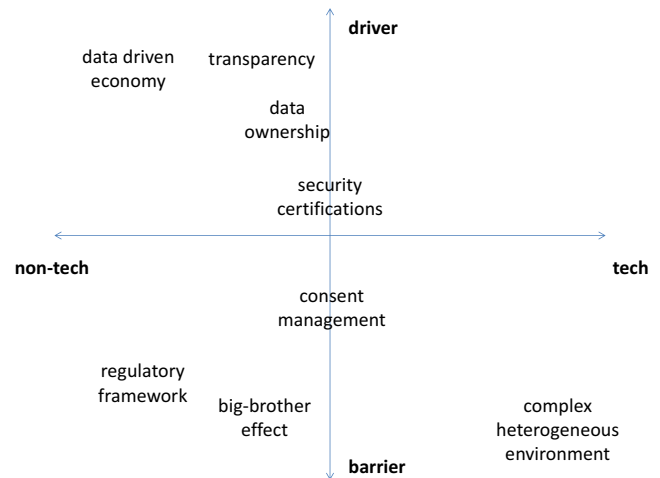 driver
data driven
economy
transparency
data
ownership
security
certifications
non-tech
tech
consent
management
regulatory
framework
big-brother
effect
complex
heterogeneous
environment
barrier